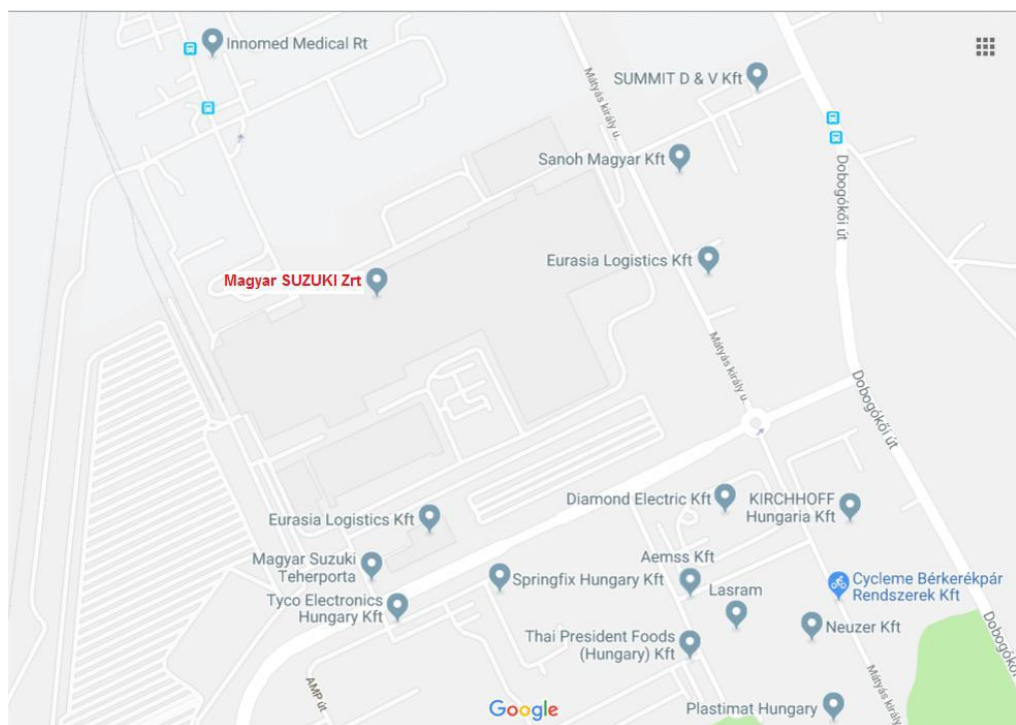 Innomed Medical Rt
SUMMIT D & V Kft
Mátyás király u.
Sanoh Magyar Kft
Dobogókői út
Eurasia Logistics Kft
Magyar SUZUKI Zrt
Mátyás király u.
Dobogókői út
Diamond Electric Kft
KIRCHHOFF
Hungaria Kft
Eurasia Logistics Kft
Magyar Suzuki
Teherporta
Aemss Kft
Springfix Hungary Kft
Lasram
Cycleme Bérkerékpár
Rendszerek Kft
Tyco Electronics
Hungary Kft
Neuzer Kft
Thai President Foods
(Hungary) Kft
Dobogókői út
Mátyás király u.
AMP út
Plastimat Hungary
Google